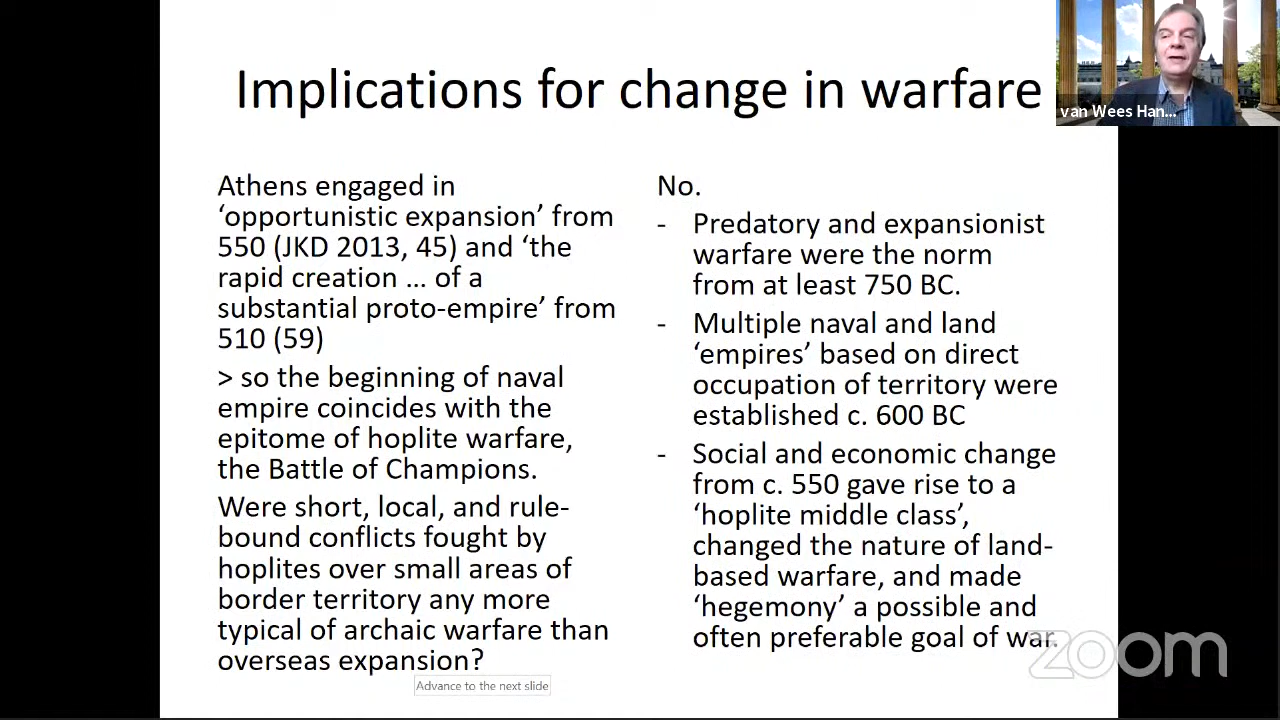 Implications for change in warfare
van Wees Han...
Athens engaged in
‘opportunistic expansion’ from
550 (JKD 2013, 45) and ‘the
rapid creation ... of a
substantial proto-empire’ from
510 (59)
> so the beginning of naval
empire coincides with the
epitome of hoplite warfare,
the Battle of Champions.
Were short, local, and rule-
bound conflicts fought by
hoplites over small areas of
border territory any more
typical of archaic warfare than
overseas expansion?
No.
- Predatory and expansionist
warfare were the norm
from at least 750 BC.
- Multiple naval and land
‘empires’ based on direct
occupation of territory were
established c. 600 BC
- Social and economic change
from c. 550 gave rise to a
‘hoplite middle class’,
changed the nature of land-
based warfare, and made
‘hegemony’ a possible and
often preferable goal of war.
Advance to the next slide
zoom